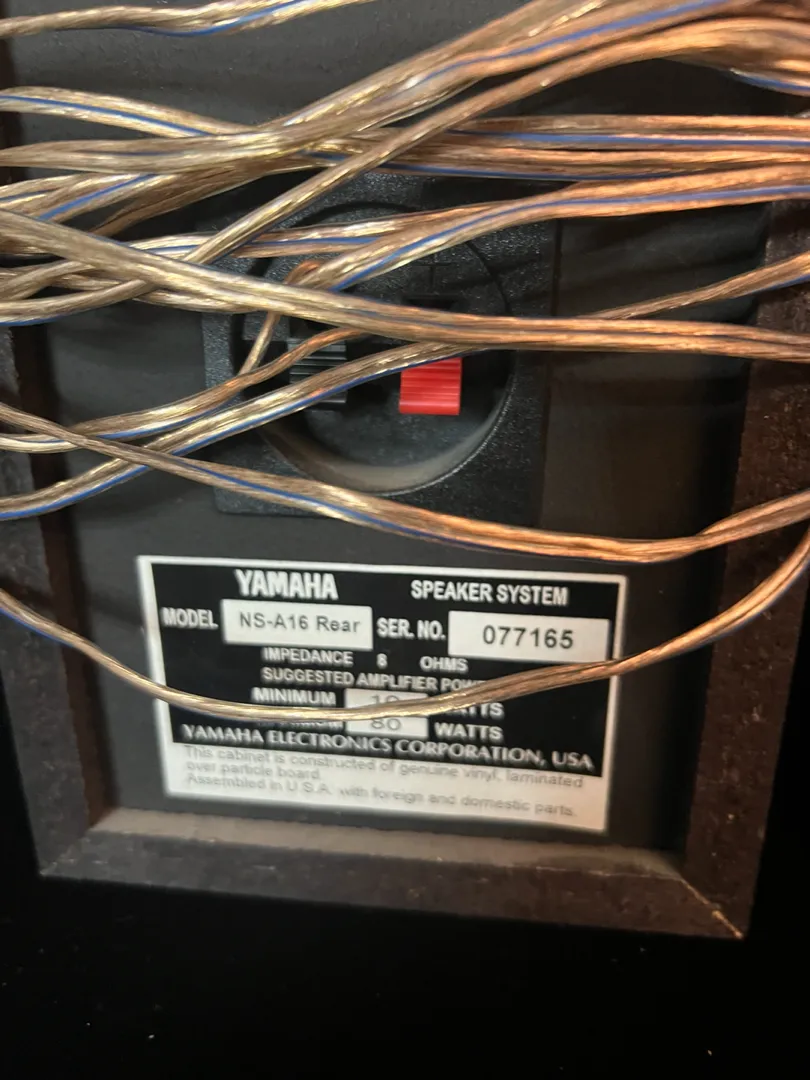 YAMAHA SPEAKER SYSTEM
MODEL NS-A16 Rear SER. NO. 077165
IMPEDANCE 8 OHMS
SUGGESTED AMPLIFIER
MINIMUM 10
80 WATTS
YAMAHA ELECTRONICS CORPORATION, USA
This cabinet is constructed of genuine vinyl, laminated
over particle board.
Assembled in U.S.A. with foreign and domestic parts.